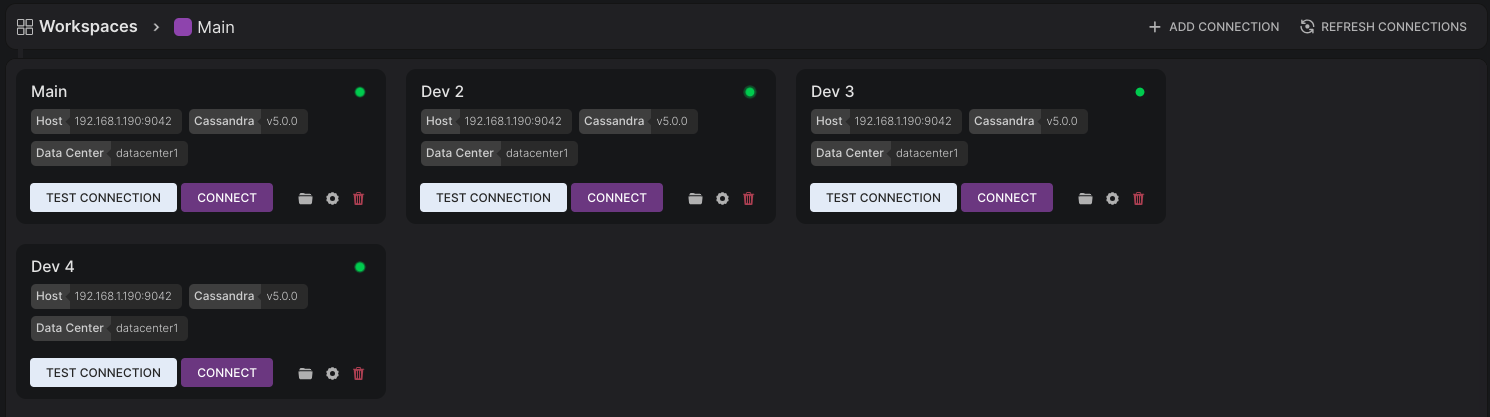 Workspaces > Main
+ ADD CONNECTION REFRESH CONNECTIONS
Main
Host 192.168.1.190:9042 Cassandra v5.0.0
Data Center datacenter1
TEST CONNECTION CONNECT
Dev 2
Host 192.168.1.190:9042 Cassandra v5.0.0
Data Center datacenter1
TEST CONNECTION CONNECT
Dev 3
Host 192.168.1.190:9042 Cassandra v5.0.0
Data Center datacenter1
TEST CONNECTION CONNECT
Dev 4
Host 192.168.1.190:9042 Cassandra v5.0.0
Data Center datacenter1
TEST CONNECTION CONNECT